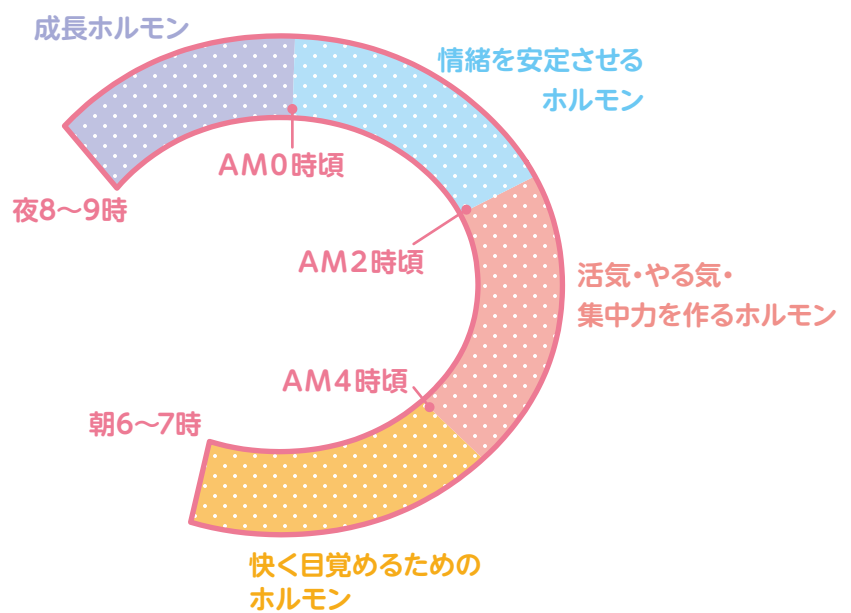 成長ホルモン
情緒を安定させる
ホルモン
AM0時頃
夜8〜9時
AM2時頃
活気・やる気・
集中力を作るホルモン
AM4時頃
朝6〜7時
快く目覚めるための
ホルモン